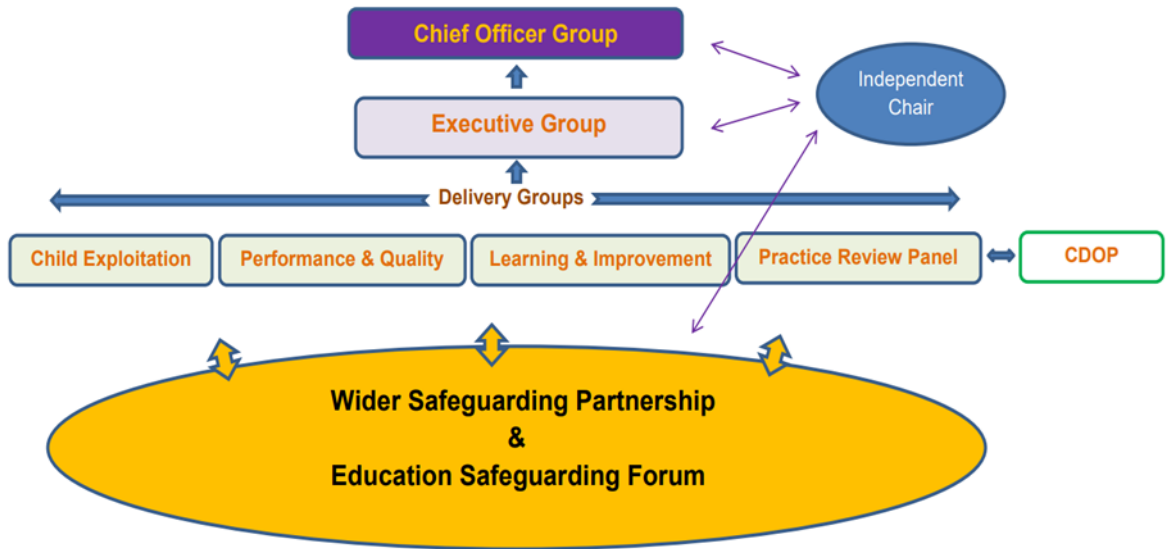 Chief Officer Group
Independent
Chair
Executive Group
Delivery Groups
Child Exploitation
Performance & Quality
Learning & Improvement
Practice Review Panel
CDOP
Wider Safeguarding Partnership
&
Education Safeguarding Forum